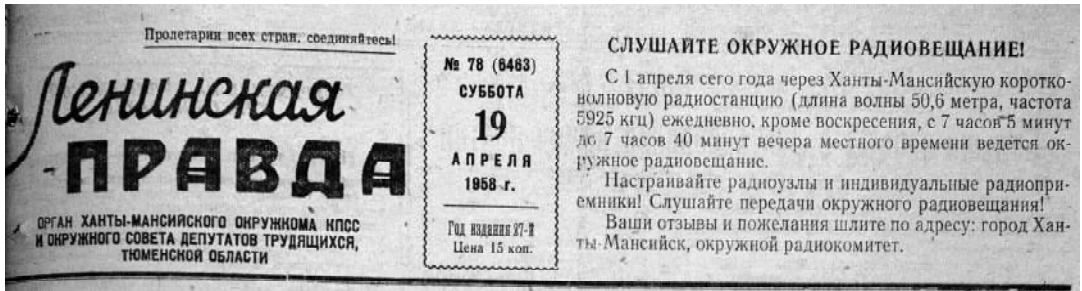 Пролетарии всех стран, соединяйтесь!
Ленинская
ПРАВДА
ОРГАН ХАНТЫ-МАНСИЙСКОГО ОКРУЖКОМА КПСС
И ОКРУЖНОГО СОВЕТА ДЕПУТАТОВ ТРУДЯЩИХСЯ,
ТЮМЕНСКОЙ ОБЛАСТИ
№ 78 (6463)
СУББОТА
19
АПРЕЛЯ
1958 г.
Год издания 27-й
Цена 15 коп.
СЛУШАЙТЕ ОКРУЖНОЕ РАДИОВЕЩАНИЕ!
С 1 апреля сего года через Ханты-Мансийскую коротко-
волновую радиостанцию (длина волны 50,6 метра, частота
5925 кгц) ежедневно, кроме воскресения, с 7 часов 5 минут
до 7 часов 40 минут вечера местного времени ведется ок-
ружное радиовещание.
Настраивайте радиоузлы и индивидуальные радиопри-
емники! Слушайте передачи окружного радиовещания!
Ваши отзывы и пожелания шлите по адресу: город Хан-
ты-Мансийск, окружной радиокомитет.